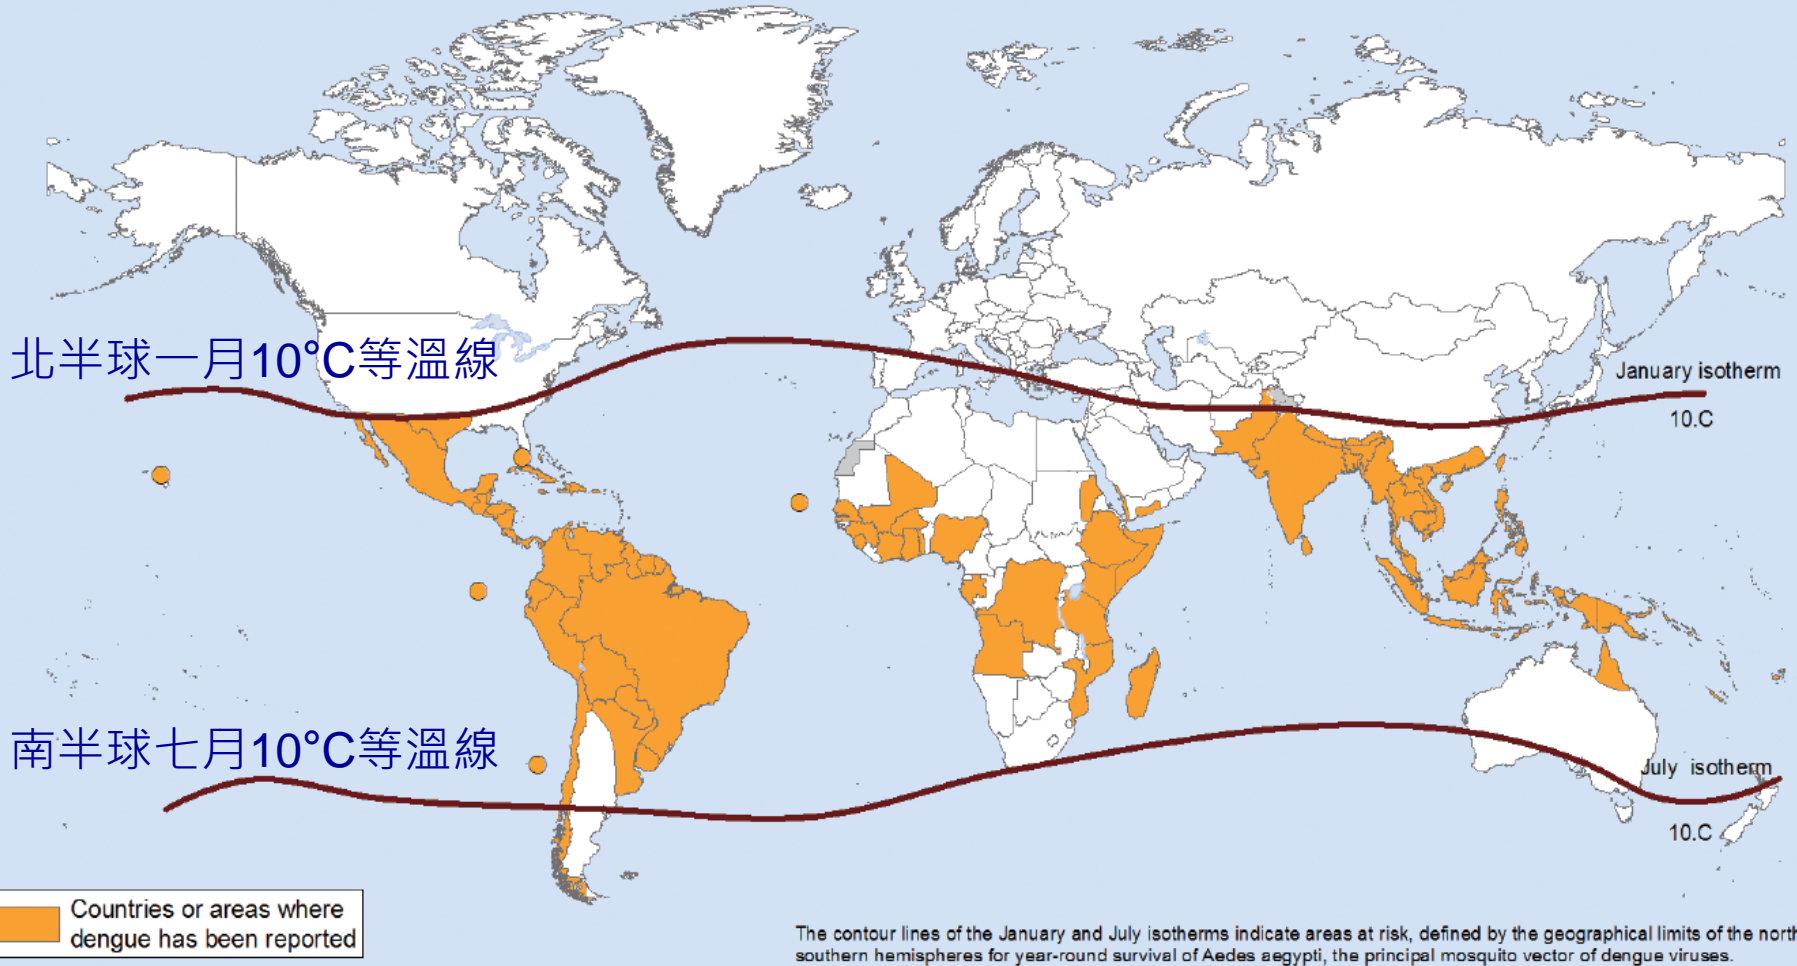 北半球一月10°C等溫線
January isotherm
10.C
南半球七月10°C等溫線
July isotherm
10.C
Countries or areas where
dengue has been reported
The contour lines of the January and July isotherms indicate areas at risk, defined by the geographical limits of the north
southern hemispheres for year-round survival of Aedes aegypti, the principal mosquito vector of dengue viruses.